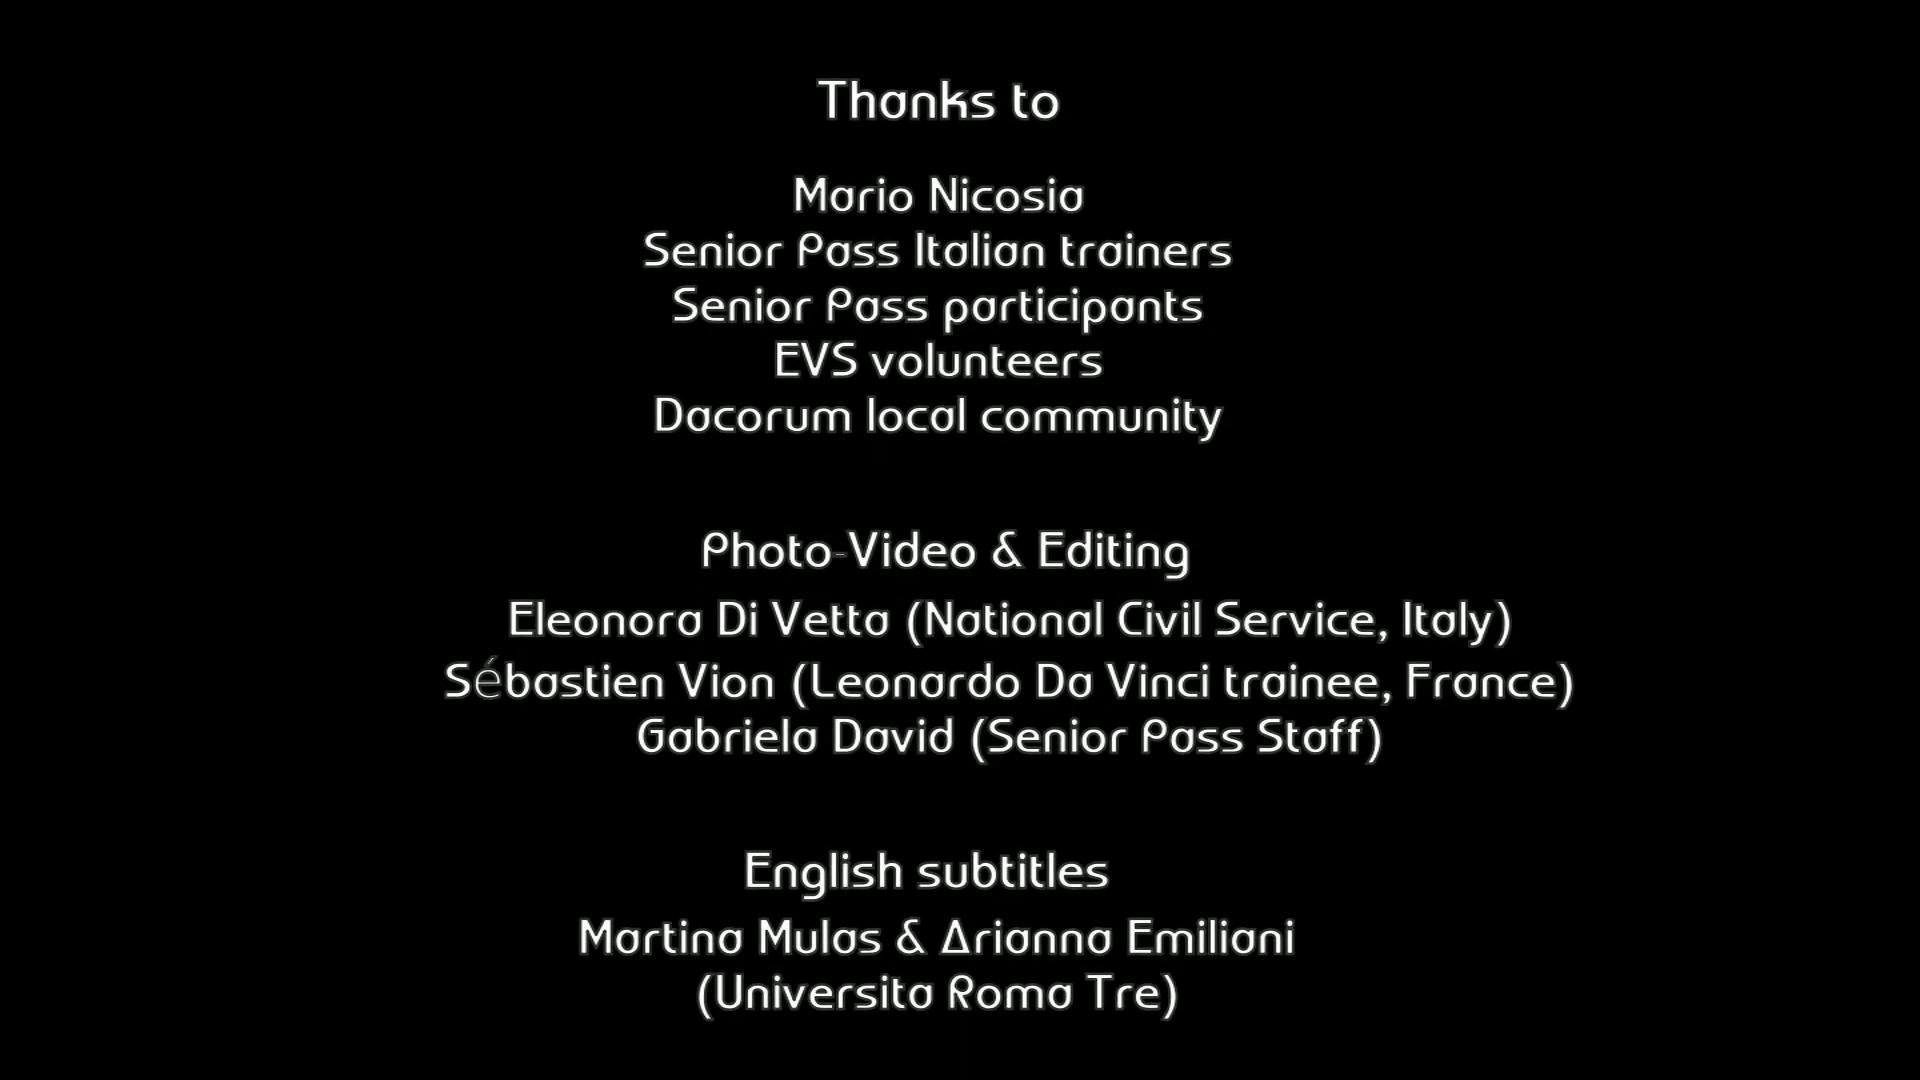 Thanks to
Mario Nicosia
Senior Pass Italian trainers
Senior Pass participants
EVS volunteers
Dacorum local community
Photo-Video & Editing
Eleonora Di Vetta (National Civil Service, Italy)
Sébastien Vion (Leonardo Da Vinci trainee, France)
Gabriela David (Senior Pass Staff)
English subtitles
Martina Mulas & Arianna Emiliani
(Universita Roma Tre)